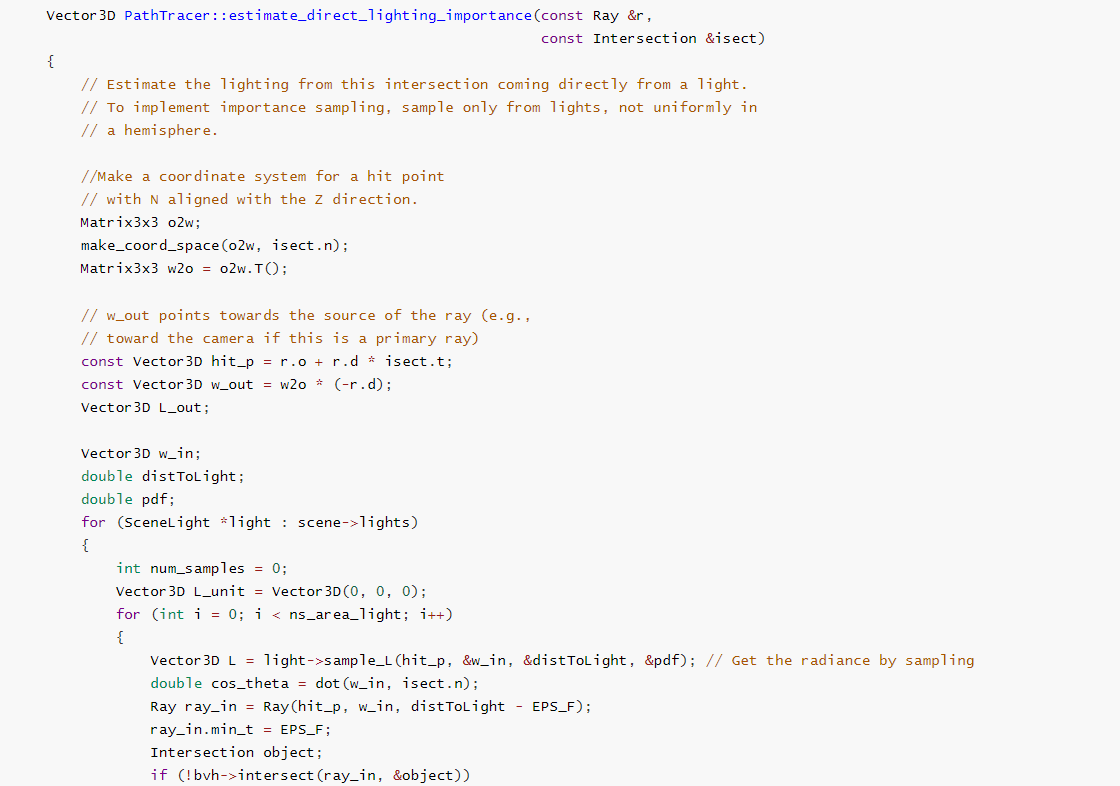 Vector3D PathTracer::estimate_direct_lighting_importance(const Ray &r,
const Intersection &isect)
{
// Estimate the lighting from this intersection coming directly from a light.
// To implement importance sampling, sample only from lights, not uniformly in
// a hemisphere.
//Make a coordinate system for a hit point
// with N aligned with the Z direction.
Matrix3x3 o2w;
make_coord_space(o2w, isect.n);
Matrix3x3 w2o = o2w.T();
// w_out points towards the source of the ray (e.g.,
// toward the camera if this is a primary ray)
const Vector3D hit_p = r.o + r.d * isect.t;
const Vector3D w_out = w2o * (-r.d);
Vector3D L_out;
Vector3D w_in;
double distToLight;
double pdf;
for (SceneLight *light : scene->lights)
{
int num_samples = 0;
Vector3D L_unit = Vector3D(0, 0, 0);
for (int i = 0; i < ns_area_light; i++)
{
Vector3D L = light->sample_L(hit_p, &w_in, &distToLight, &pdf); // Get the radiance by sampling
double cos_theta = dot(w_in, isect.n);
Ray ray_in = Ray(hit_p, w_in, distToLight - EPS_F);
ray_in.min_t = EPS_F;
Intersection object;
if (!bvh->intersect(ray_in, &object))